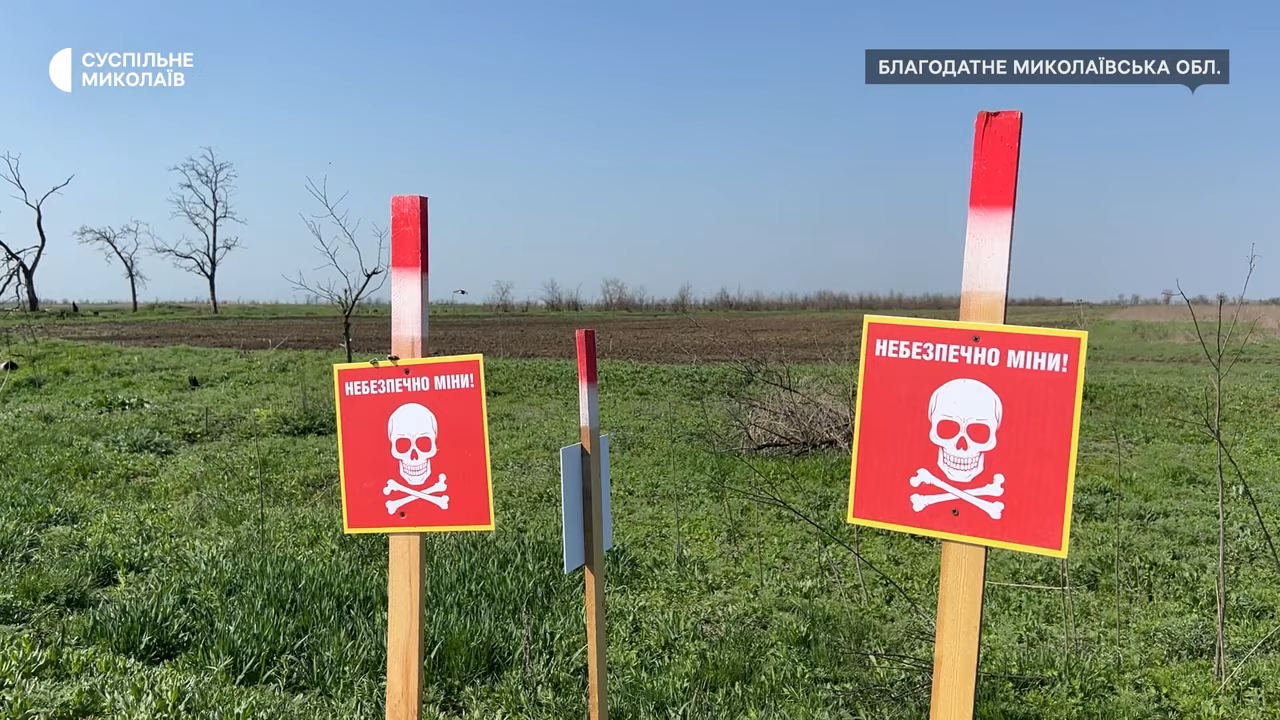 СУСПІЛЬНЕ
МИКОЛАЇВ
БЛАГОДАТНЕ МИКОЛАЇВСЬКА ОБЛ.
НЕБЕЗПЕЧНО МІНИ!
НЕБЕЗПЕЧНО МІНИ!